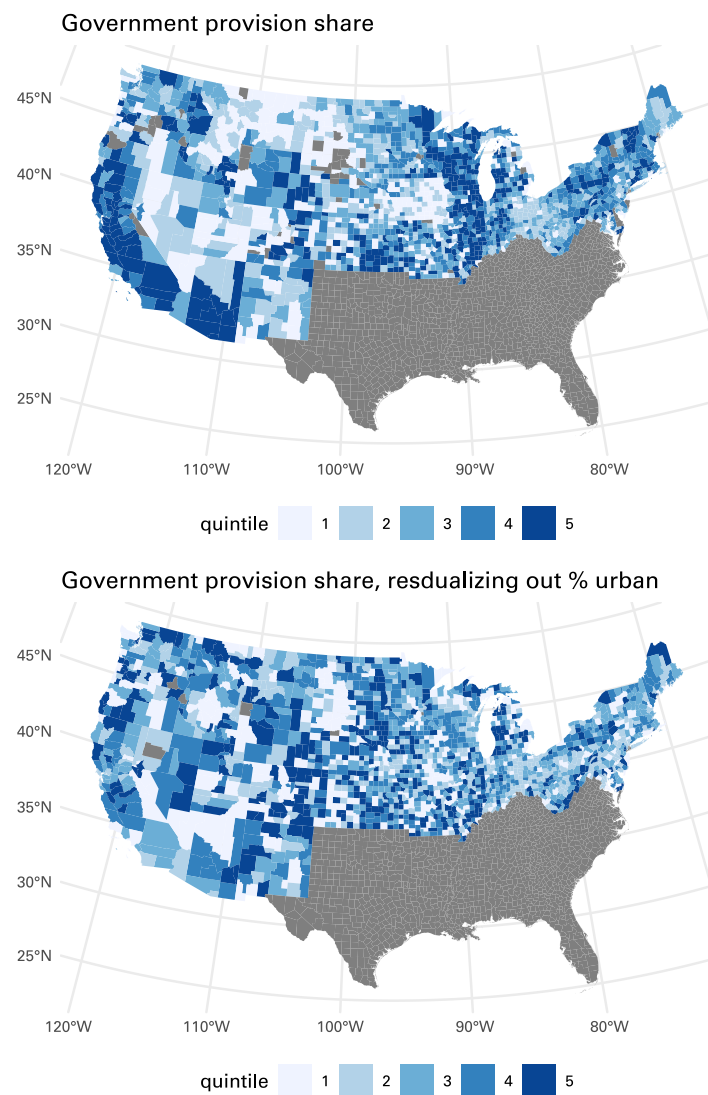 Government provision share
45°N
40°N
35°N
30°N
25°N
120°W 110°W 100°W 90°W 80°W
quintile 1 2 3 4 5
Government provision share, resdualizing out % urban
45°N
40°N
35°N
30°N
25°N
120°W 110°W 100°W 90°W 80°W
quintile 1 2 3 4 5